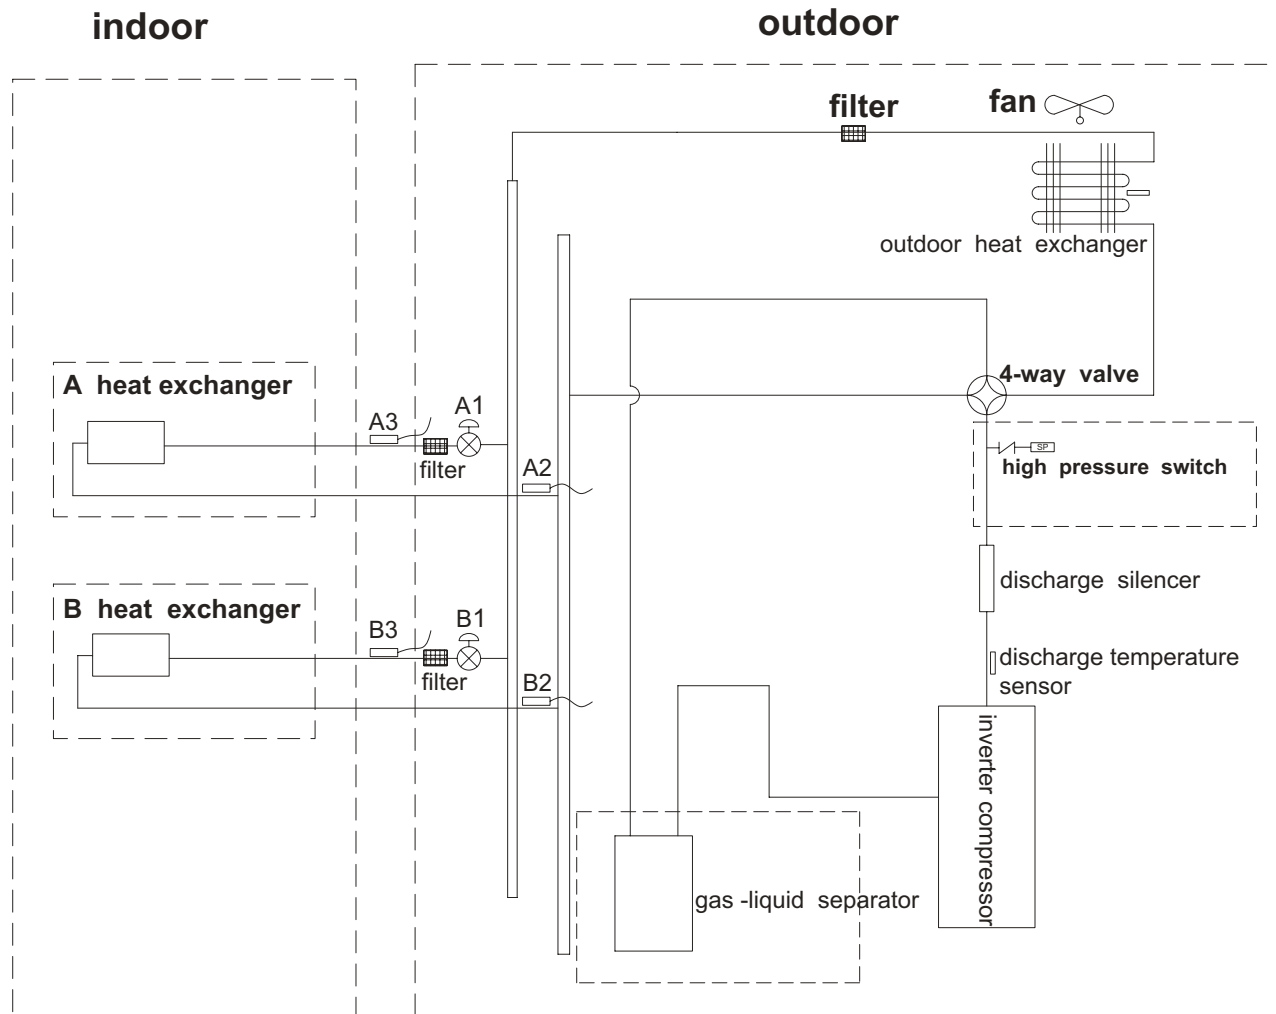 indoor
outdoor
filter
fan
outdoor heat exchanger
4-way valve
A heat exchanger
A3
A1
filter
A2
SP
high pressure switch
discharge silencer
B heat exchanger
B3
B1
filter
B2
discharge temperature
sensor
inverter compressor
gas -liquid separator